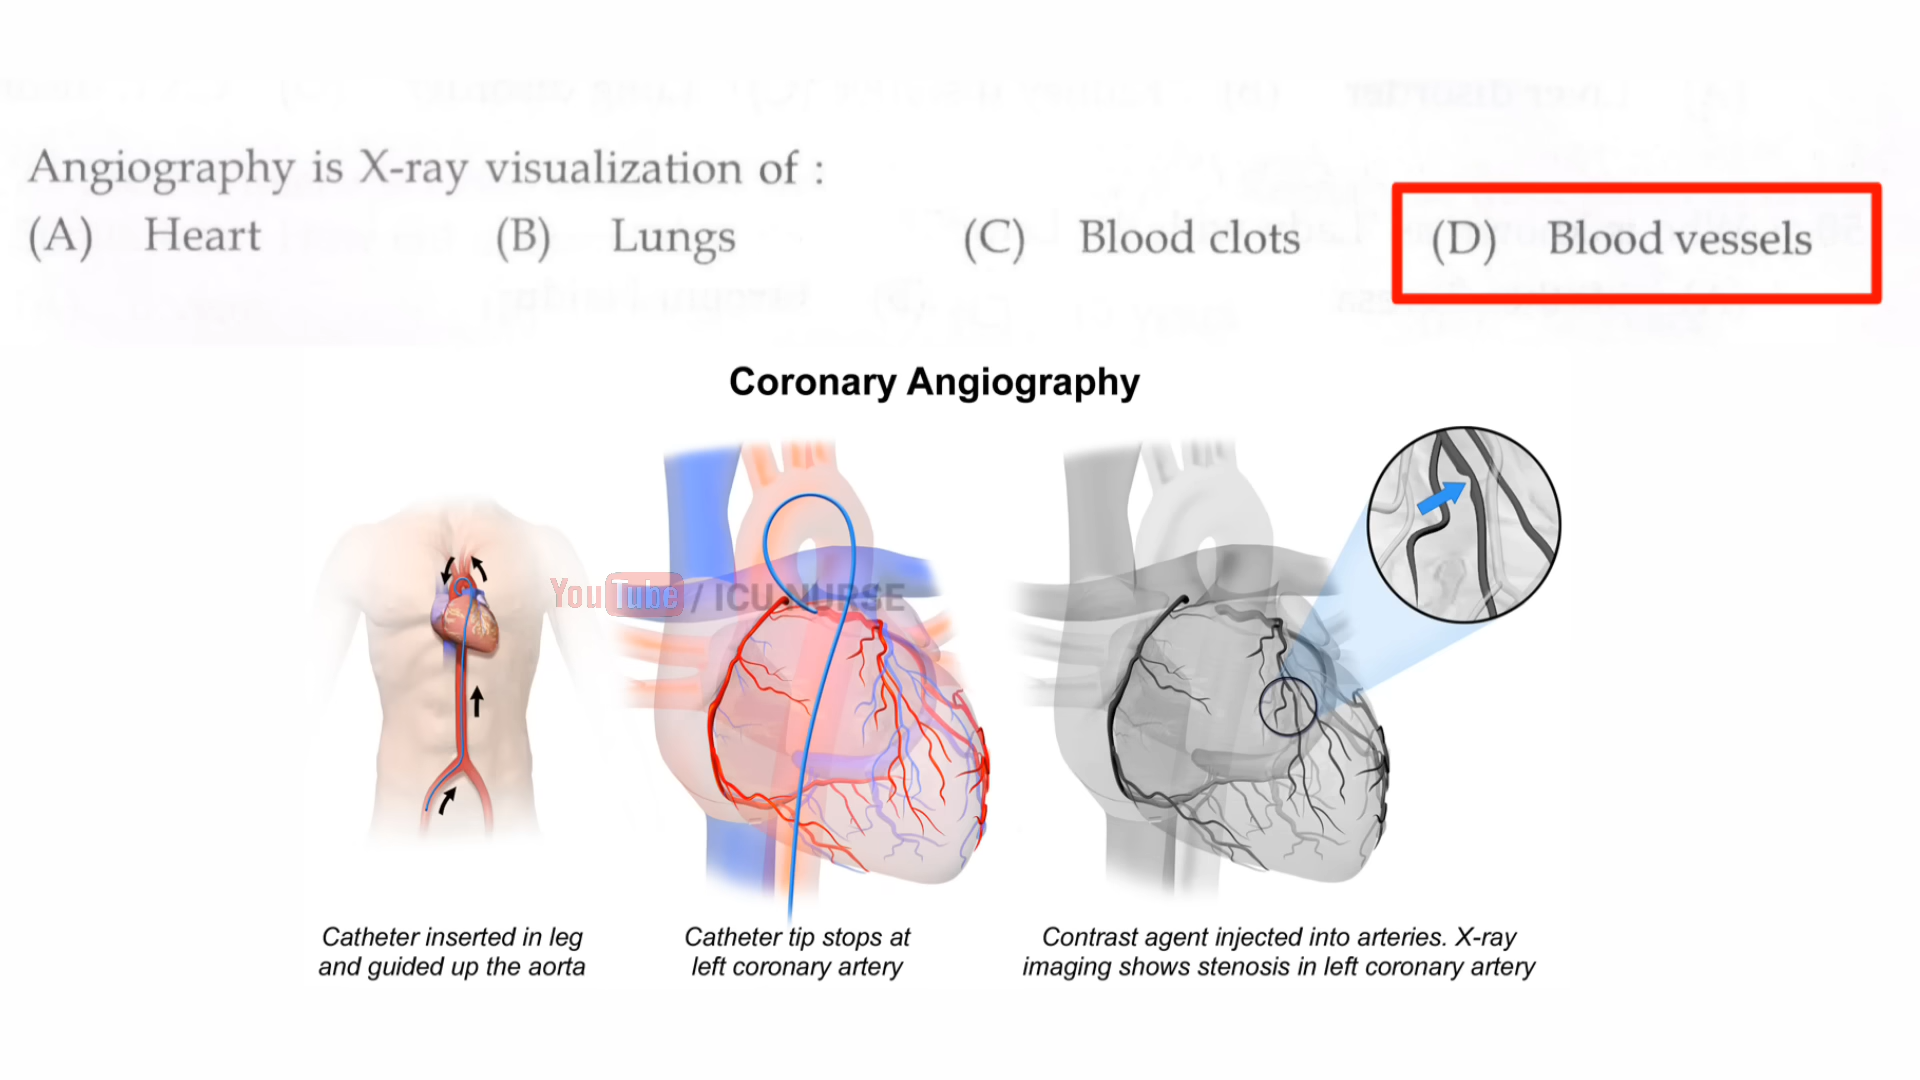 Angiography is X-ray visualization of :
(A) Heart (B) Lungs (C) Blood clots (D) Blood vessels
Coronary Angiography
YouTube / ICU NURSE
Catheter inserted in leg
and guided up the aorta
Catheter tip stops at
left coronary artery
Contrast agent injected into arteries. X-ray
imaging shows stenosis in left coronary artery